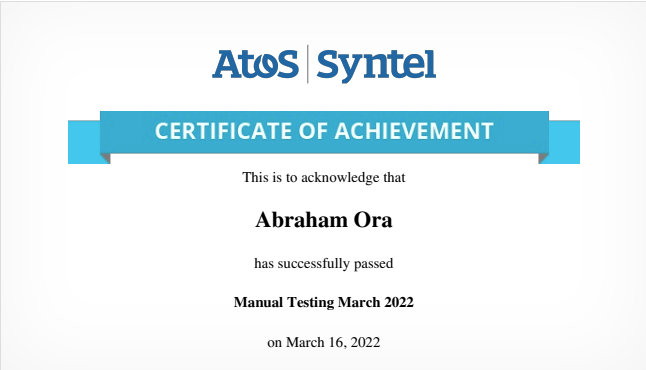 Atos | Syntel
CERTIFICATE OF ACHIEVEMENT
This is to acknowledge that
Abraham Ora
has successfully passed
Manual Testing March 2022
on March 16, 2022